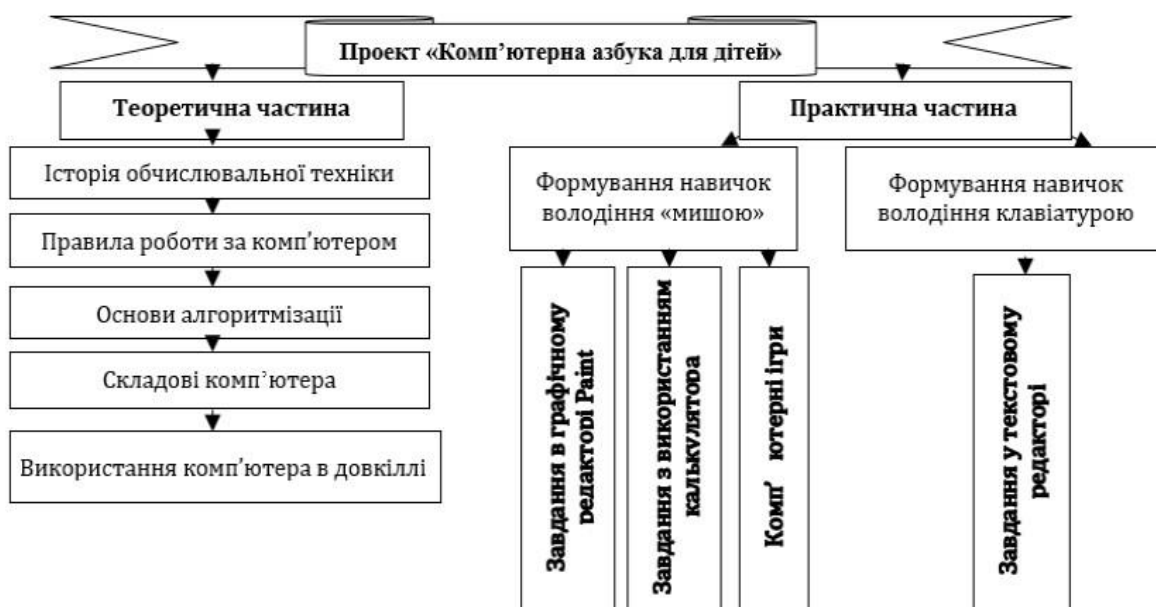 Проект «Комп’ютерна азбука для дітей»
Теоретична частина
Історія обчислювальної техніки
Правила роботи за комп’ютером
Основи алгоритмізації
Складові комп’ютера
Використання комп’ютера в довкіллі
Практична частина
Формування навичок
володіння «мишою»
Завдання в графічному
редакторі Paint
Завдання з використанням
калькулятора
Комп’ ютерні ігри
Формування навичок
володіння клавіатурою
Завдання у текстовому
редакторі